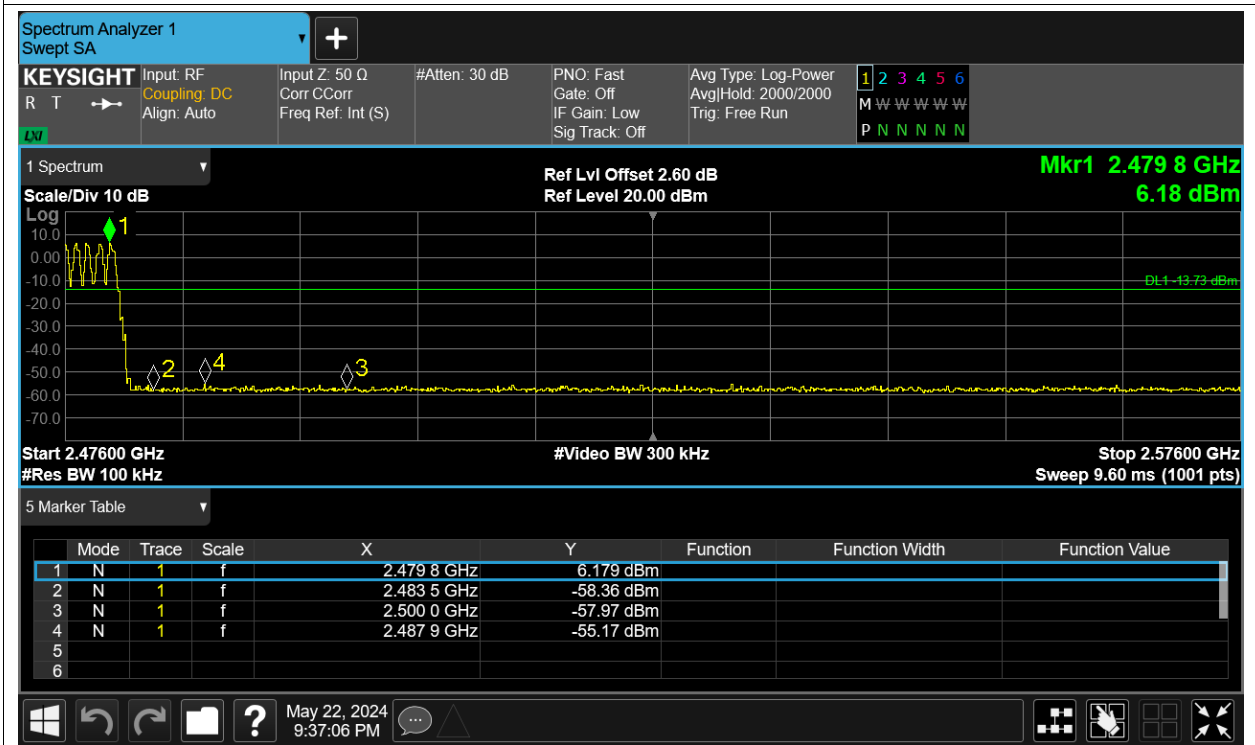 Spectrum Analyzer 1
Swept SA
+
KEYSIGHT
R T
LXI
Input: RF
Coupling: DC
Align: Auto
Input Z: 50 Ω
Corr CCorr
Freq Ref: Int (S)
#Atten: 30 dB
PNO: Fast
Gate: Off
IF Gain: Low
Sig Track: Off
Avg Type: Log-Power
Avg|Hold: 2000/2000
Trig: Free Run
1 2 3 4 5 6
M W W W W W
P N N N N N
1 Spectrum
Scale/Div 10 dB
Ref Lvl Offset 2.60 dB
Ref Level 20.00 dBm
Mkr1 2.479 8 GHz
6.18 dBm
Log
10.0
0.00
-10.0
-20.0
-30.0
-40.0
-50.0
-60.0
-70.0
1
2
4
3
DL1 -13.73 dBm
Start 2.47600 GHz
#Res BW 100 kHz
#Video BW 300 kHz
Stop 2.57600 GHz
Sweep 9.60 ms (1001 pts)
5 Marker Table
Mode Trace Scale X Y Function Function Width Function Value
1 N 1 f 2.479 8 GHz 6.179 dBm
2 N 1 f 2.483 5 GHz -58.36 dBm
3 N 1 f 2.500 0 GHz -57.97 dBm
4 N 1 f 2.487 9 GHz -55.17 dBm
5
6
?
May 22, 2024
9:37:06 PM